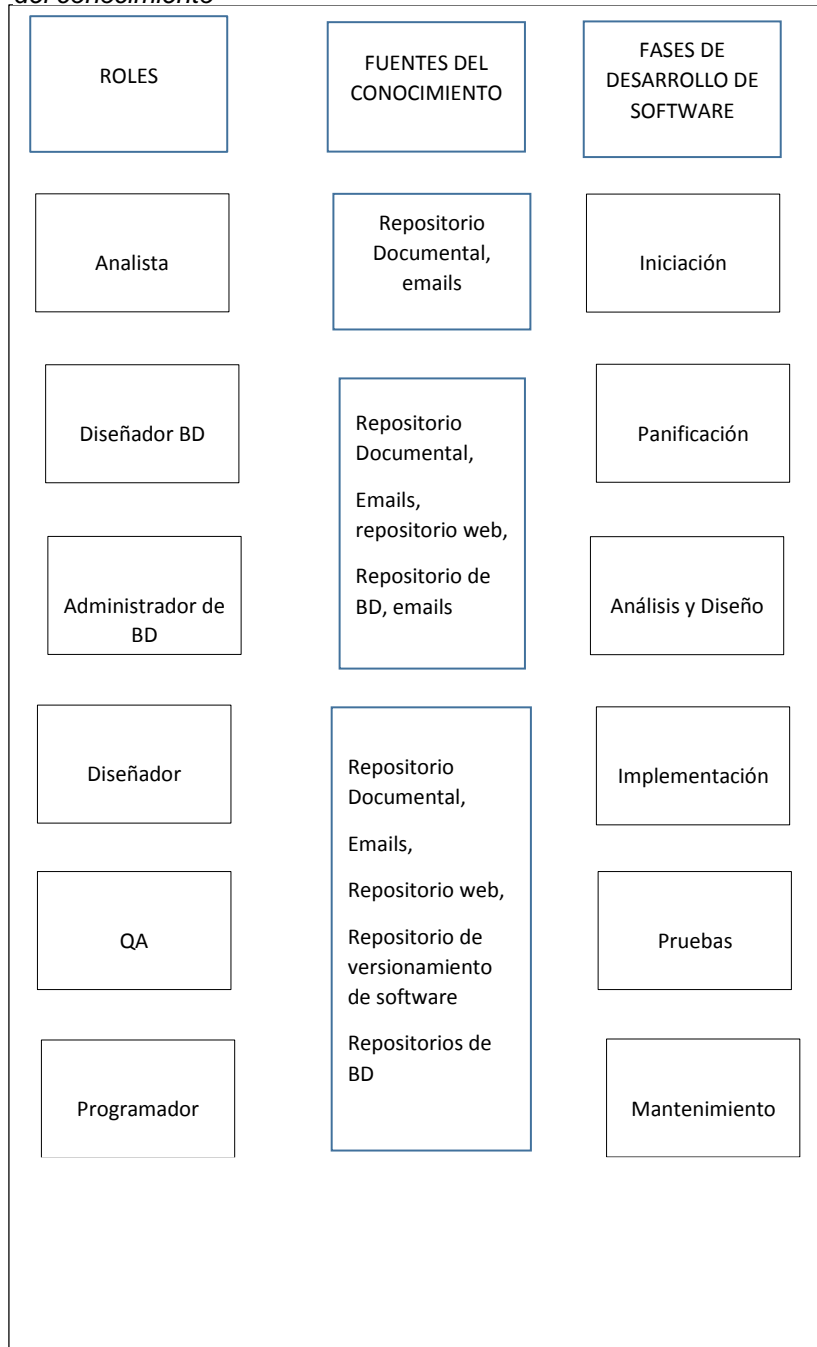 del conocimiento
ROLES
FUENTES DEL
CONOCIMIENTO
FASES DE
DESARROLLO DE
SOFTWARE
Analista
Repositorio
Documental,
emails
Iniciación
Diseñador BD
Repositorio
Documental,
Emails,
repositorio web,
Repositorio de
BD, emails
Panificación
Administrador de
BD
Análisis y Diseño
Diseñador
Repositorio
Documental,
Emails,
Repositorio web,
Repositorio de
versionamiento
de software
Repositorios de
BD
Implementación
QA
Pruebas
Programador
Mantenimiento